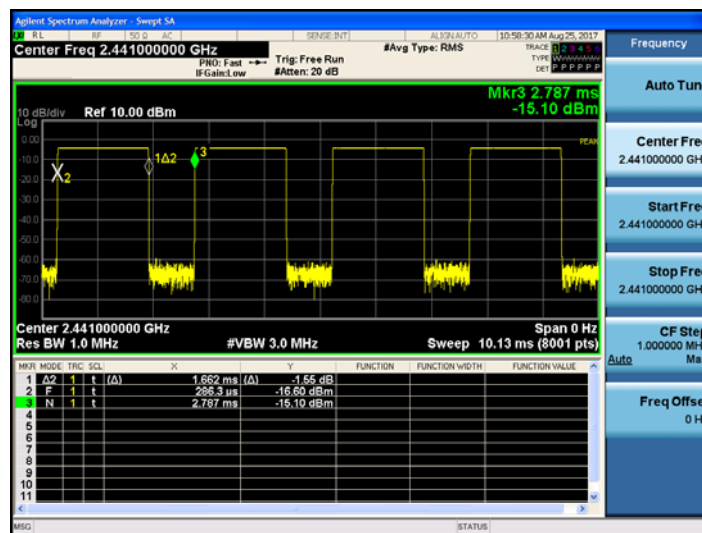 Agilent Spectrum Analyzer - Swept SA
RL RF 50 Ω AC SENSE:INT ALIGN AUTO 10:58:30 AM Aug 25, 2017
Center Freq 2.441000000 GHz
#Avg Type: RMS
TRACE 1 2 3 4 5 6
PNO: Fast Trig: Free Run
TYPE
IFGain:Low #Atten: 20 dB
DET P P P P P P
Mkr3 2.787 ms
-15.10 dBm
10 dB/div Ref 10.00 dBm
Log
0.00
PEAK
-10.0
1Δ2
3
2
-20.0
-30.0
-40.0
-50.0
-60.0
-70.0
-80.0
Center 2.441000000 GHz Span 0 Hz
Res BW 1.0 MHz #VBW 3.0 MHz Sweep 10.13 ms (8001 pts)
MKR MODE TRC SCL X Y FUNCTION FUNCTION WIDTH FUNCTION VALUE
1 Δ2 1 t (Δ) 1.662 ms (Δ) -1.55 dB
2 F 1 t 286.3 µs -16.60 dBm
3 N 1 t 2.787 ms -15.10 dBm
4
5
6
7
8
9
10
11
MSG STATUS
Frequency
Auto Tun
Center Fre
2.441000000 GH
Start Fre
2.441000000 GH
Stop Fre
2.441000000 GH
CF Step
1.000000 MH
Auto Ma
Freq Offse
0 H